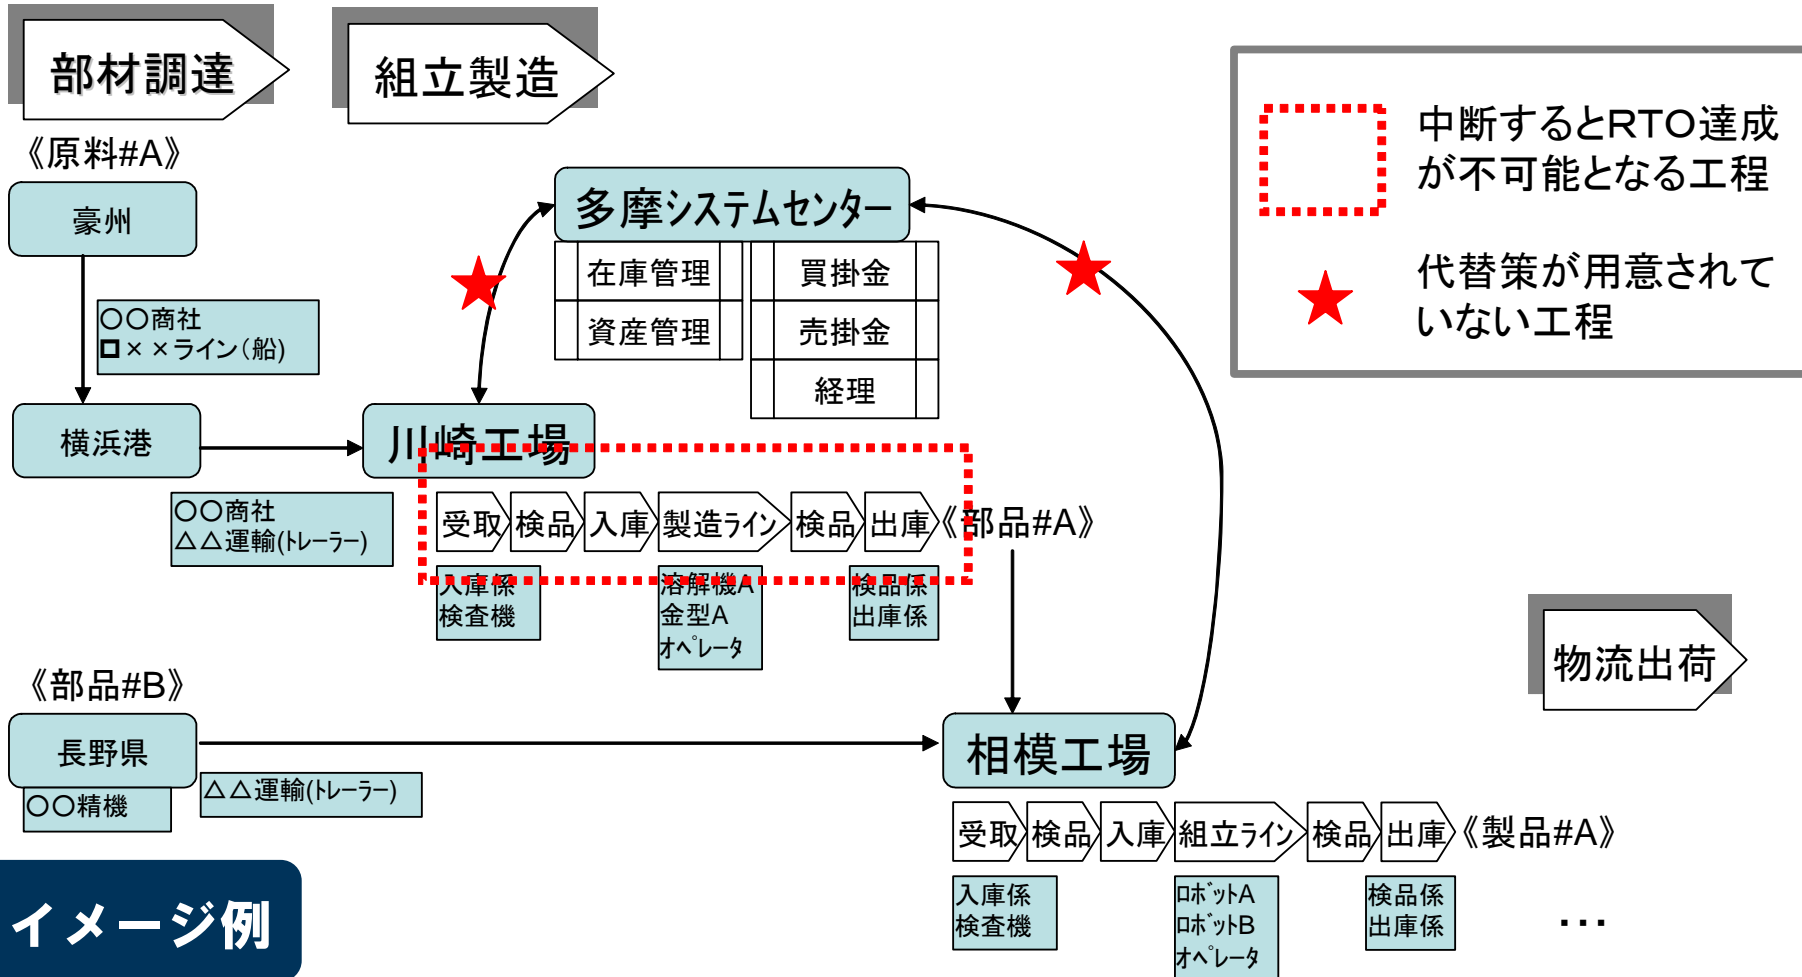 部材調達
組立製造
《原料#A》
豪州
〇〇商社
ロ××ライン(船)
横浜港
〇〇商社
△△運輸(トレーラー)
多摩システムセンター
在庫管理
資産管理
買掛金
売掛金
経理
中断するとRTO達成
が不可能となる工程
代替策が用意されて
いない工程
川崎工場
受取
検品
入庫
製造ライン
検品
出庫
《部品#A》
入庫係
検査機
溶解機A
金型A
オペレータ
検品係
出庫係
物流出荷
《部品#B》
長野県
〇〇精機
△△運輸(トレーラー)
相模工場
受取
検品
入庫
組立ライン
検品
出庫
《製品#A》
入庫係
検査機
ロボットA
ロボットB
オペレータ
検品係
出庫係
・・・
イメージ例